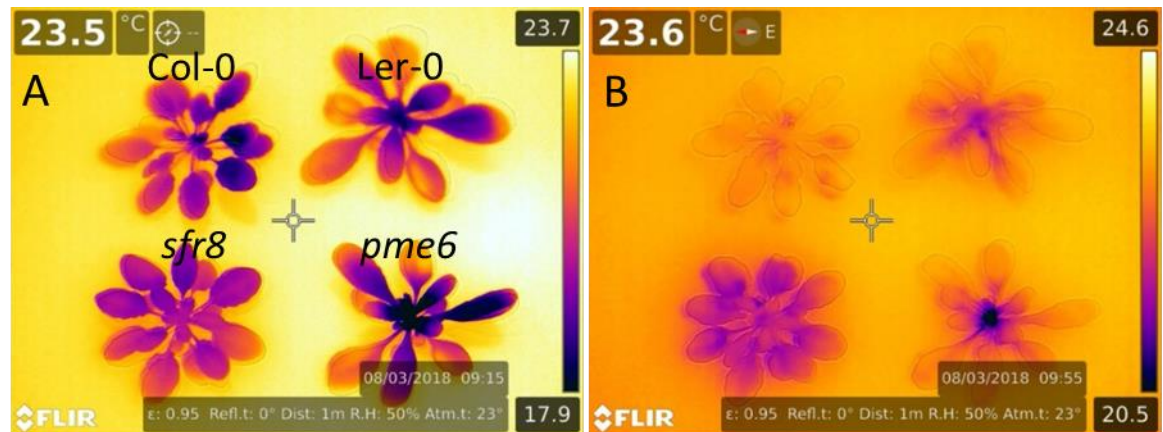 23.5 °C --
23.7
A
Col-0
Ler-0
sfr8
pme6
08/03/2018 09:15
ε: 0.95 Refl.t: 0° Dist: 1m R.H: 50% Atm.t: 23°
FLIR
17.9
23.6 °C E
24.6
B
08/03/2018 09:55
ε: 0.95 Refl.t: 0° Dist: 1m R.H: 50% Atm.t: 23°
FLIR
20.5